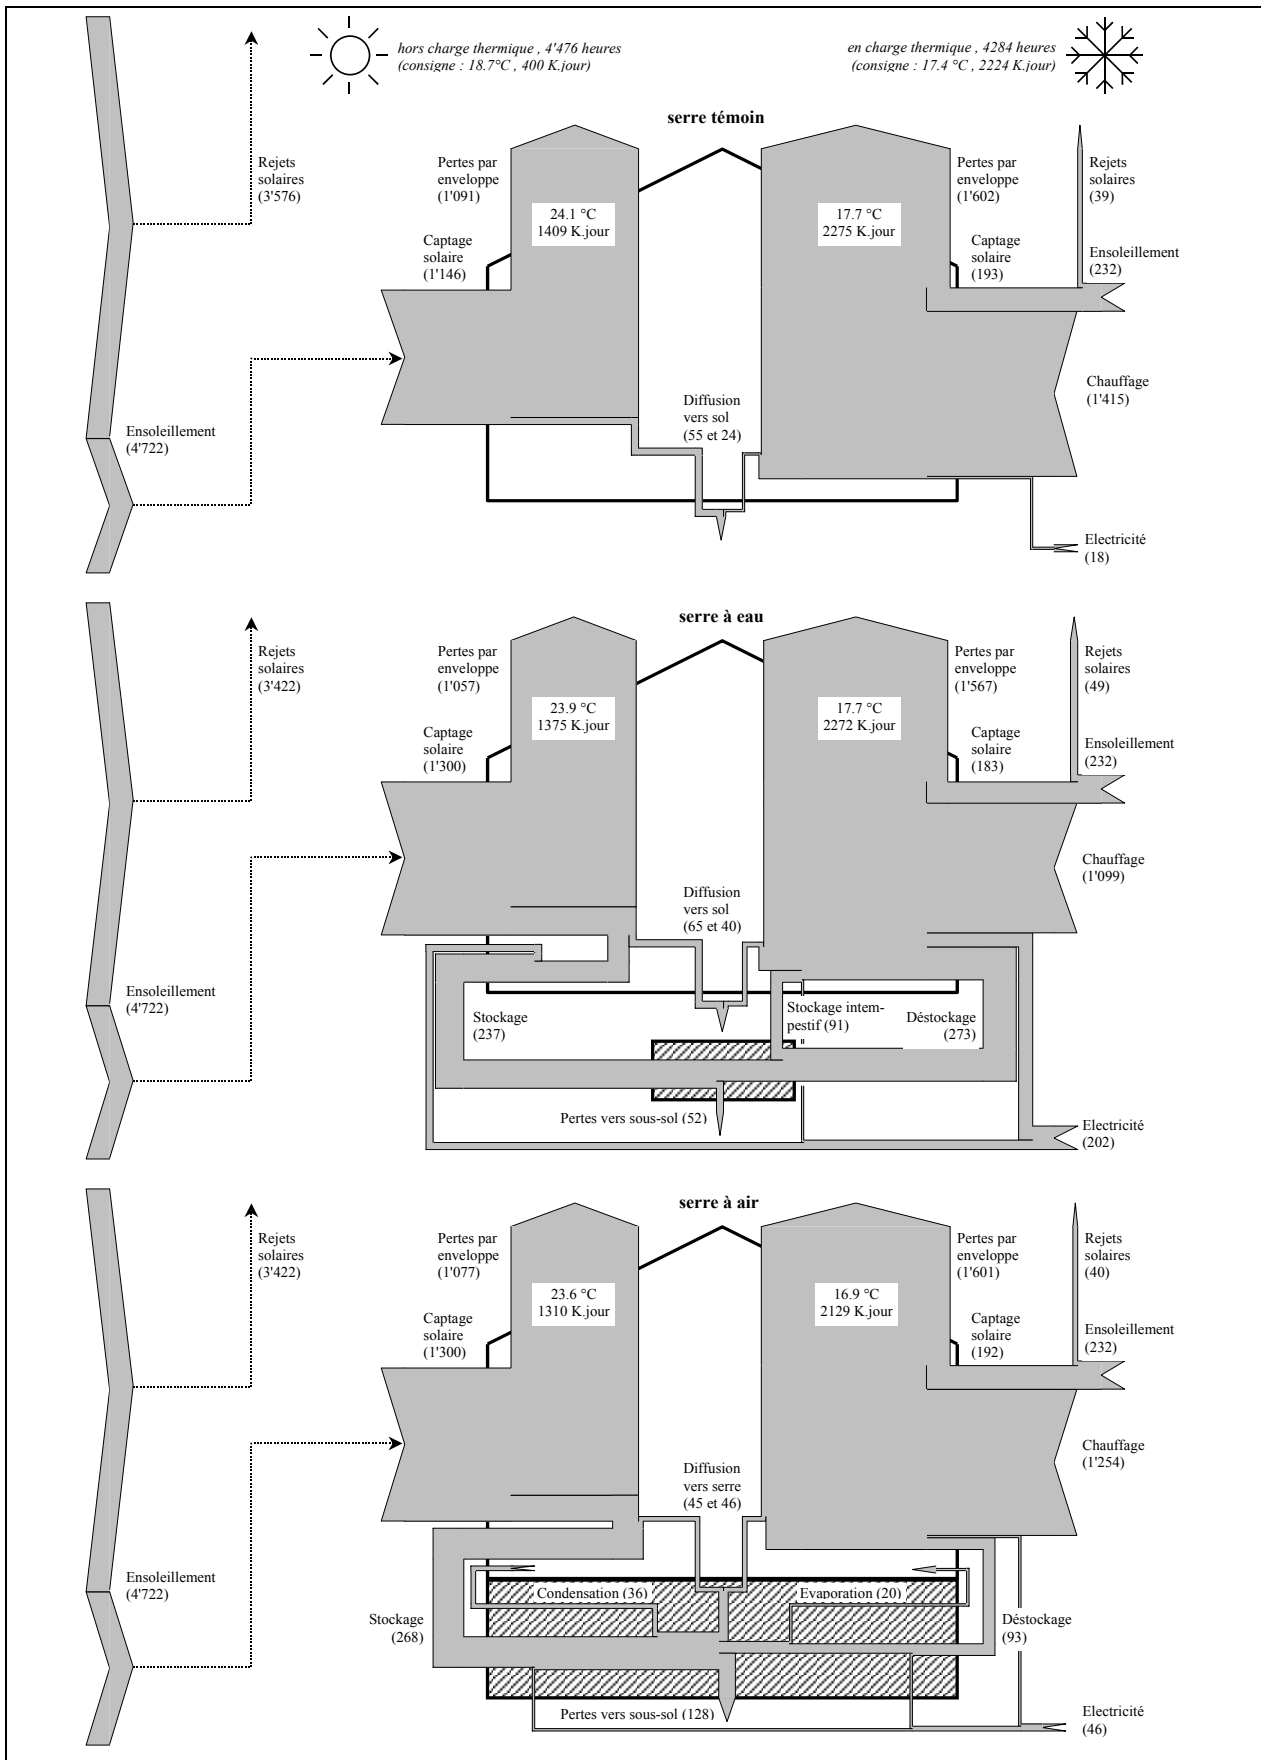 hors charge thermique , 4'476 heures
(consigne : 18.7°C , 400 K.jour)
en charge thermique , 4284 heures
(consigne : 17.4 °C , 2224 K.jour)
serre témoin
Rejets
solaires
(3'576)
Pertes par
enveloppe
(1'091)
24.1 °C
1409 K.jour
17.7 °C
2275 K.jour
Pertes par
enveloppe
(1'602)
Rejets
solaires
(39)
Captage
solaire
(1'146)
Captage
solaire
(193)
Ensoleillement
(232)
Ensoleillement
(4'722)
Diffusion
vers sol
(55 et 24)
Chauffage
(1'415)
Electricité
(18)
serre à eau
Rejets
solaires
(3'422)
Pertes par
enveloppe
(1'057)
23.9 °C
1375 K.jour
17.7 °C
2272 K.jour
Pertes par
enveloppe
(1'567)
Rejets
solaires
(49)
Captage
solaire
(1'300)
Captage
solaire
(183)
Ensoleillement
(232)
Chauffage
(1'099)
Diffusion
vers sol
(65 et 40)
Ensoleillement
(4'722)
Stockage
(237)
Stockage intem-
pestif (91)
Déstockage
(273)
Pertes vers sous-sol (52)
Electricité
(202)
serre à air
Rejets
solaires
(3'422)
Pertes par
enveloppe
(1'077)
23.6 °C
1310 K.jour
16.9 °C
2129 K.jour
Pertes par
enveloppe
(1'601)
Rejets
solaires
(40)
Captage
solaire
(1'300)
Captage
solaire
(192)
Ensoleillement
(232)
Chauffage
(1'254)
Diffusion
vers serre
(45 et 46)
Ensoleillement
(4'722)
Condensation (36)
Evaporation (20)
Stockage
(268)
Déstockage
(93)
Pertes vers sous-sol (128)
Electricité
(46)